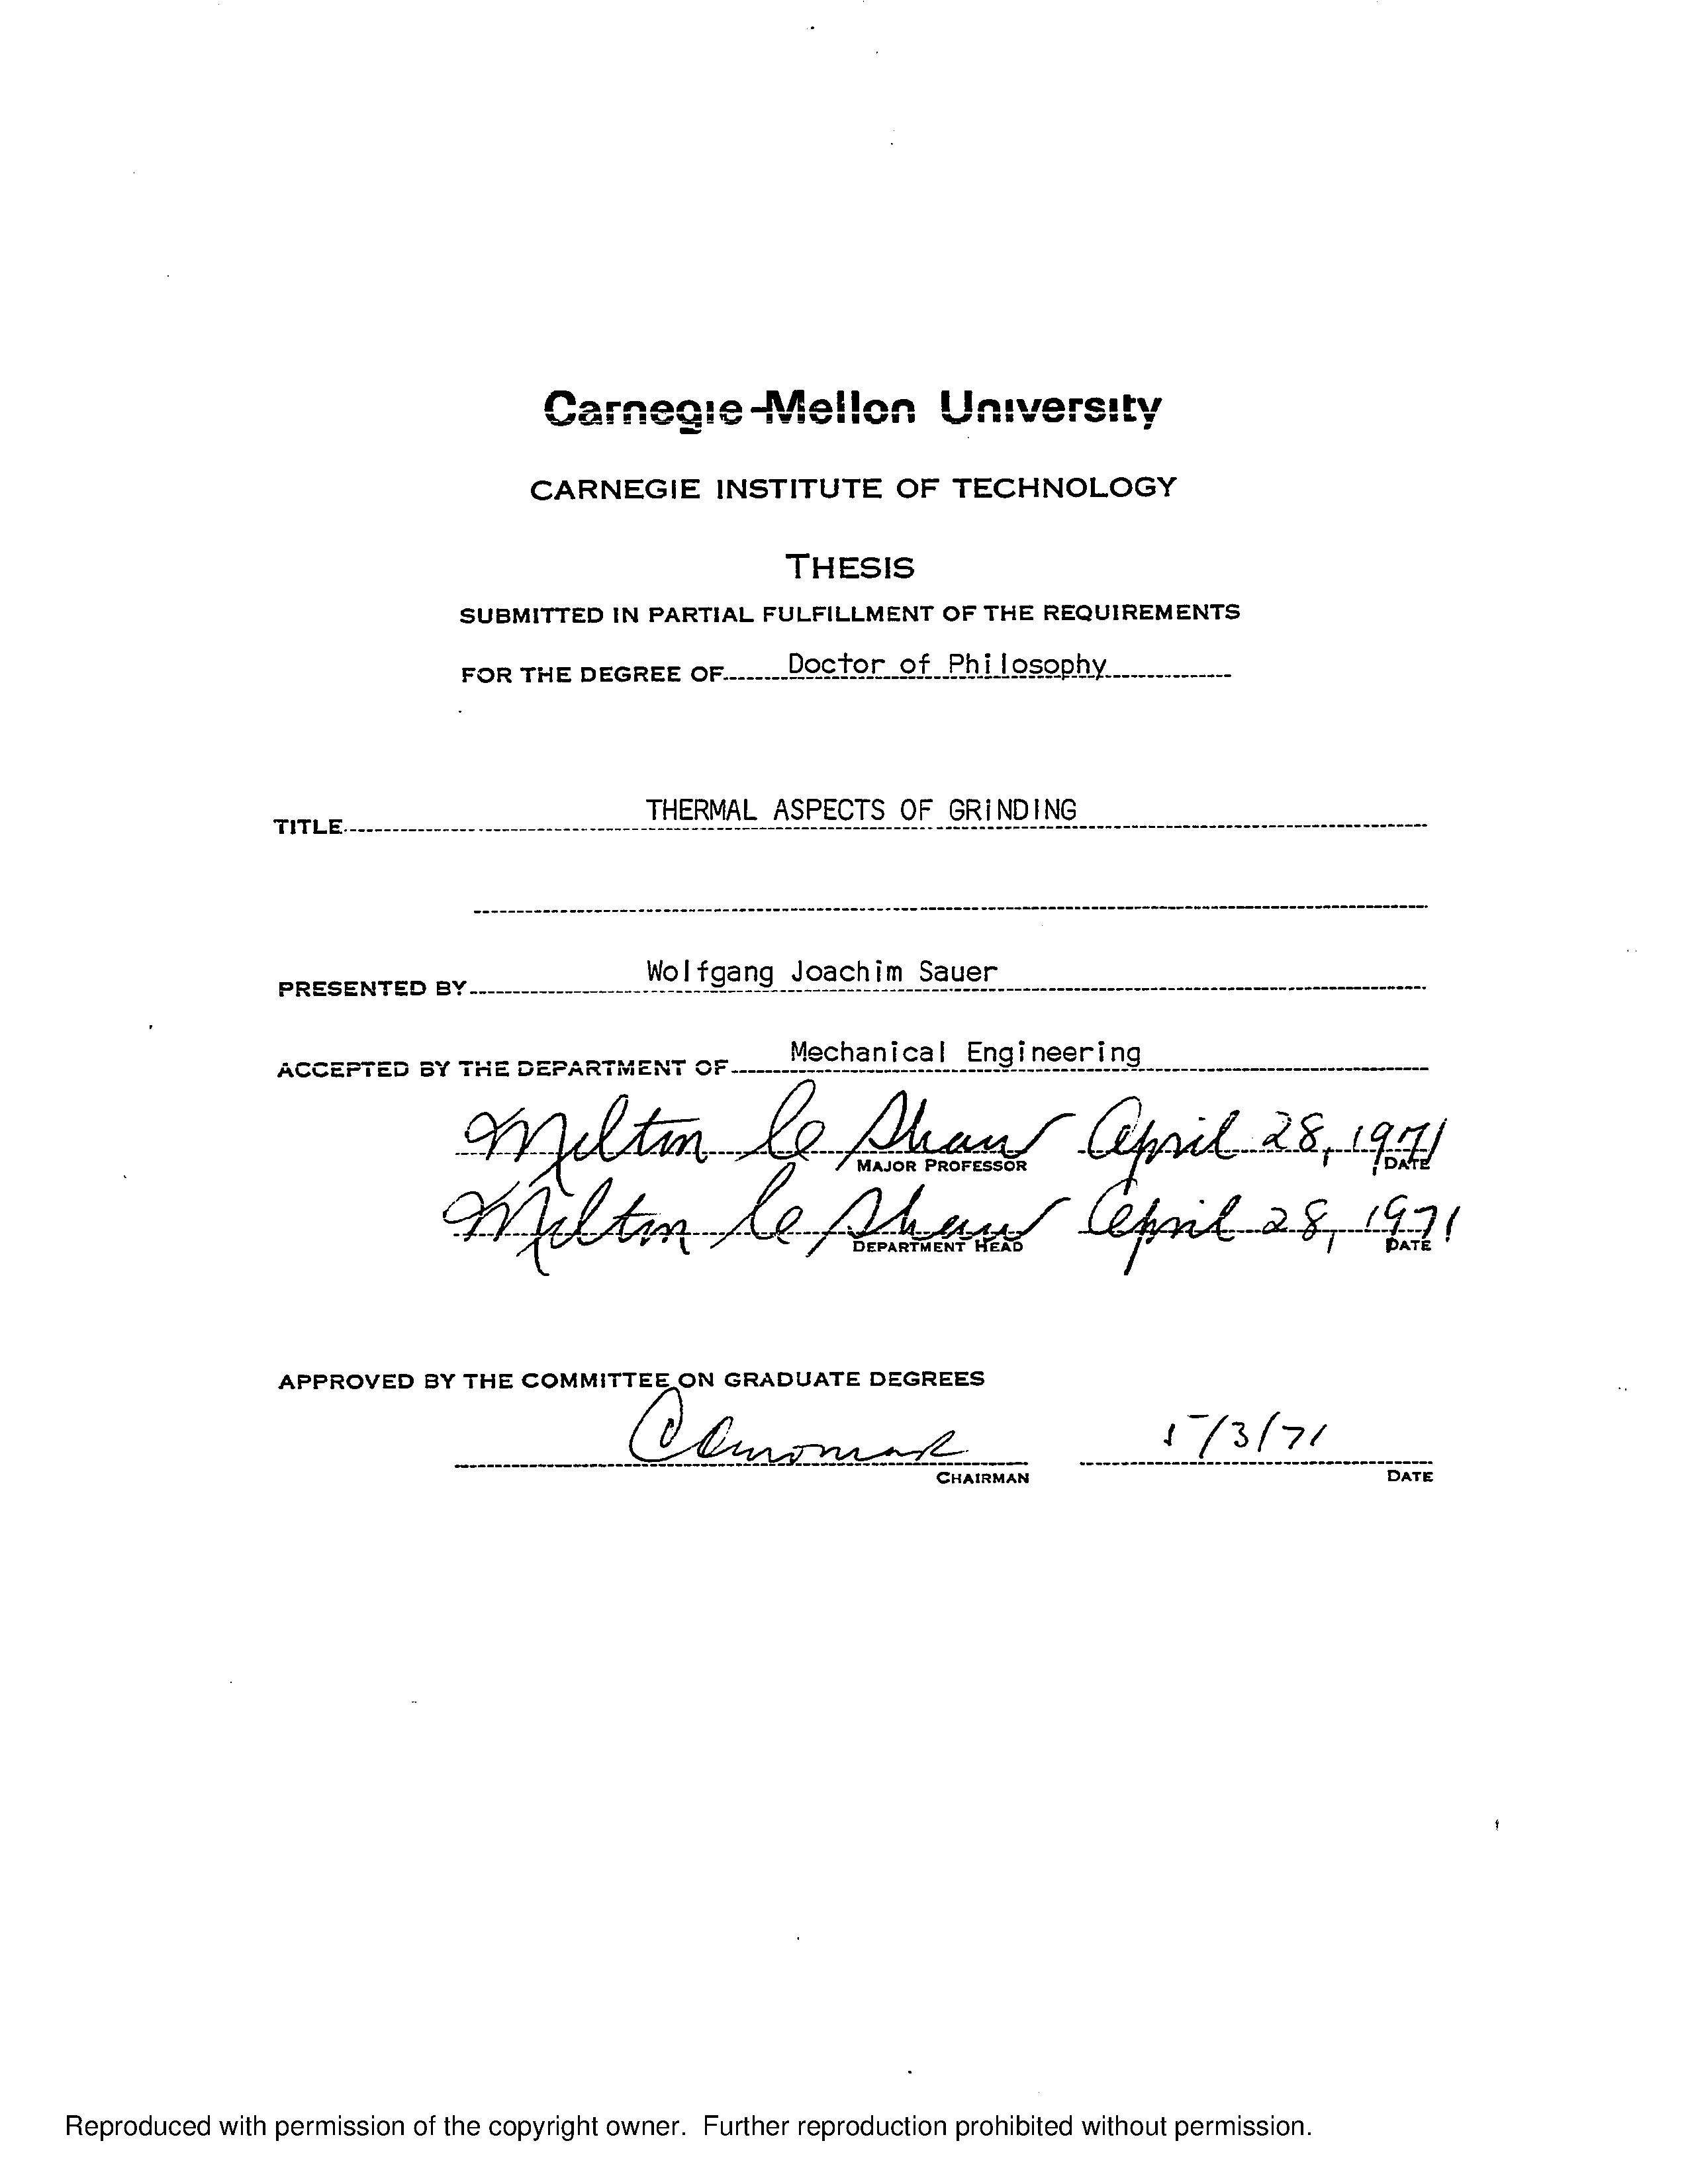 Carnegie-Mellon University
CARNEGIE INSTITUTE OF TECHNOLOGY
THESIS
SUBMITTED IN PARTIAL FULFILLMENT OF THE REQUIREMENTS
FOR THE DEGREE OF Doctor of Philosophy
TITLE THERMAL ASPECTS OF GRINDING
PRESENTED BY Wolfgang Joachim Sauer
ACCEPTED BY THE DEPARTMENT OF Mechanical Engineering
Milton C Shaw April 28, 1971
MAJOR PROFESSOR DATE
Milton C Shaw April 28, 1971
DEPARTMENT HEAD DATE
APPROVED BY THE COMMITTEE ON GRADUATE DEGREES
5/3/71
CHAIRMAN DATE
Reproduced with permission of the copyright owner. Further reproduction prohibited without permission.